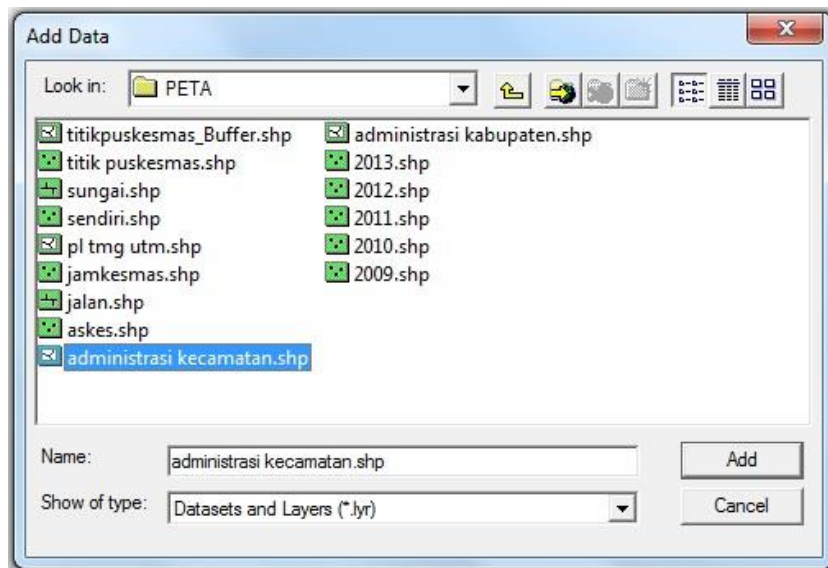 Add Data
Look in:
PETA
titikpuskesmas_Buffer.shp
titik puskesmas.shp
sungai.shp
sendiri.shp
pl tmg utm.shp
jamkesmas.shp
jalan.shp
askes.shp
administrasi kecamatan.shp
administrasi kabupaten.shp
2013.shp
2012.shp
2011.shp
2010.shp
2009.shp
Name:
administrasi kecamatan.shp
Add
Show of type:
Datasets and Layers (*.lyr)
Cancel